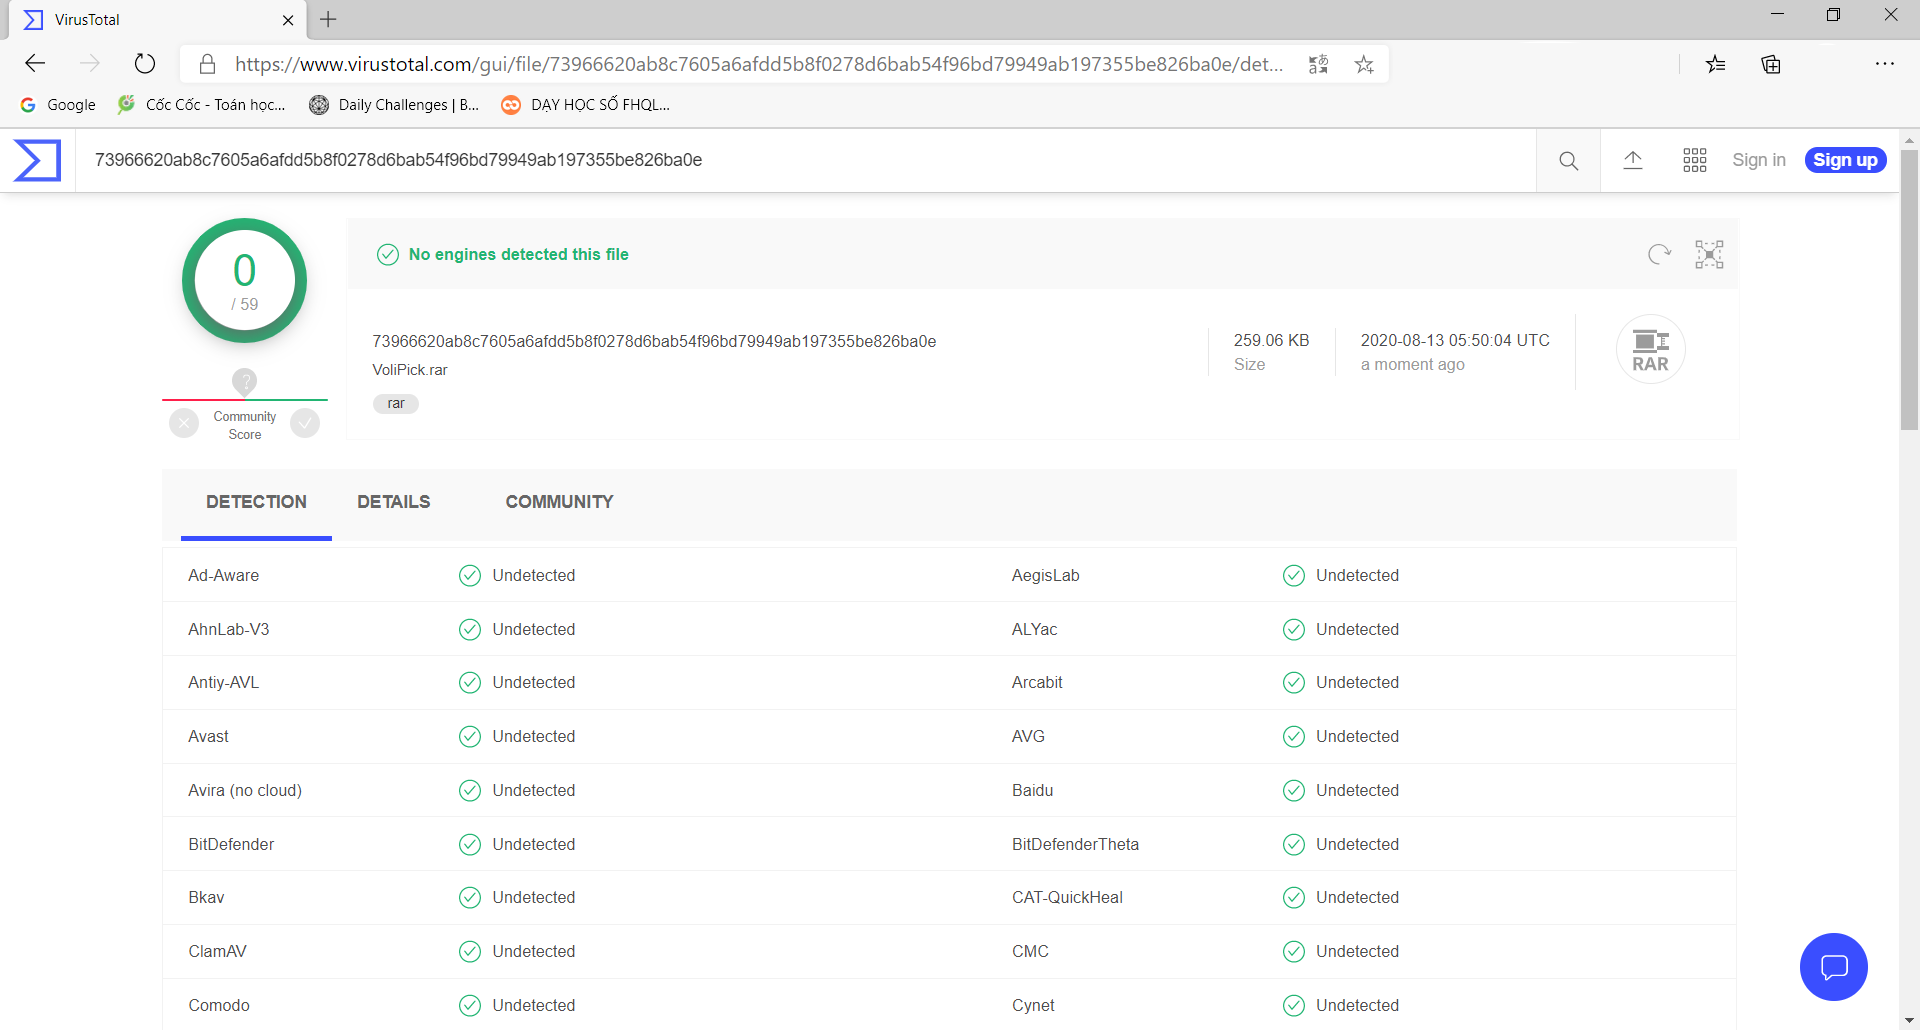 VirusTotal
https://www.virustotal.com/gui/file/73966620ab8c7605a6afdd5b8f0278d6bab54f96bd79949ab197355be826ba0e/det...
Google
Cốc Cốc - Toán học...
Daily Challenges | B...
DẠY HỌC SỐ FHQL...
73966620ab8c7605a6afdd5b8f0278d6bab54f96bd79949ab197355be826ba0e
Sign in
Sign up
0
/ 59
No engines detected this file
73966620ab8c7605a6afdd5b8f0278d6bab54f96bd79949ab197355be826ba0e
VoliPick.rar
rar
259.06 KB
Size
2020-08-13 05:50:04 UTC
a moment ago
RAR
?
Community
Score
DETECTION
DETAILS
COMMUNITY
Ad-Aware Undetected AegisLab Undetected
AhnLab-V3 Undetected ALYac Undetected
Antiy-AVL Undetected Arcabit Undetected
Avast Undetected AVG Undetected
Avira (no cloud) Undetected Baidu Undetected
BitDefender Undetected BitDefenderTheta Undetected
Bkav Undetected CAT-QuickHeal Undetected
ClamAV Undetected CMC Undetected
Comodo Undetected Cynet Undetected